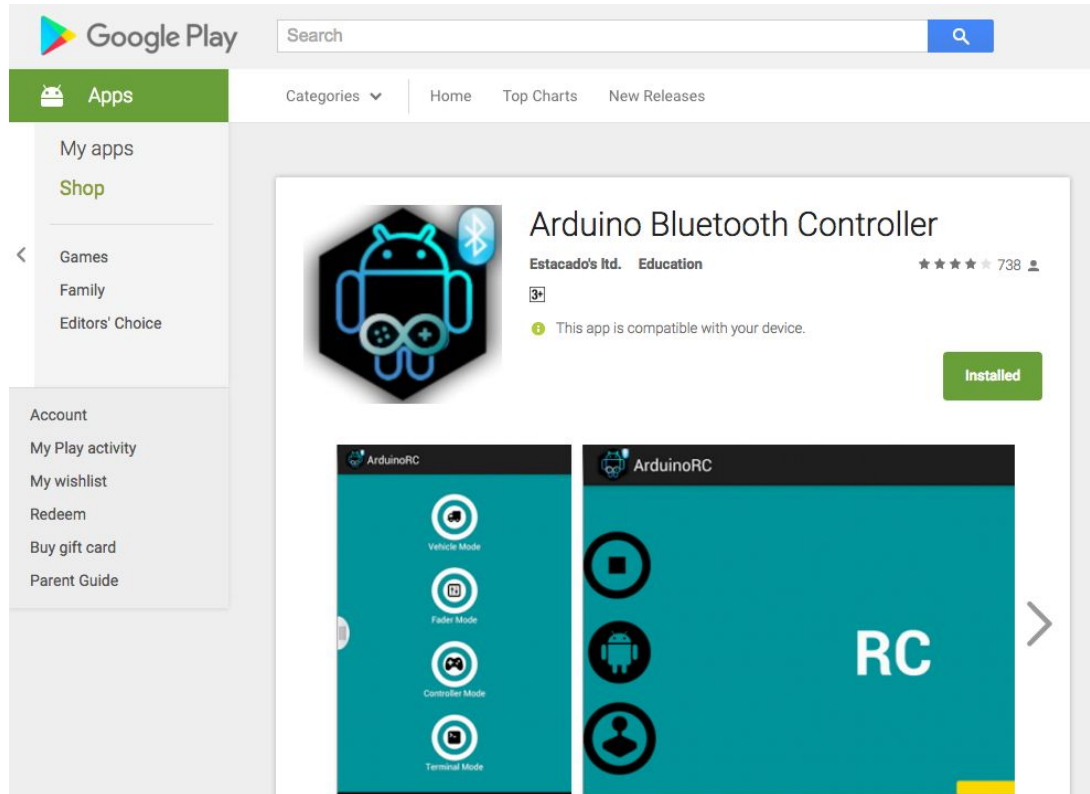 Google Play
Search
Apps
Categories
Home
Top Charts
New Releases
My apps
Shop
Games
Family
Editors' Choice
Account
My Play activity
My wishlist
Redeem
Buy gift card
Parent Guide
Arduino Bluetooth Controller
Estacado's ltd. Education
738
3+
This app is compatible with your device.
Installed
ArduinoRC
Vehicle Mode
Fader Mode
Controller Mode
Terminal Mode
ArduinoRC
RC